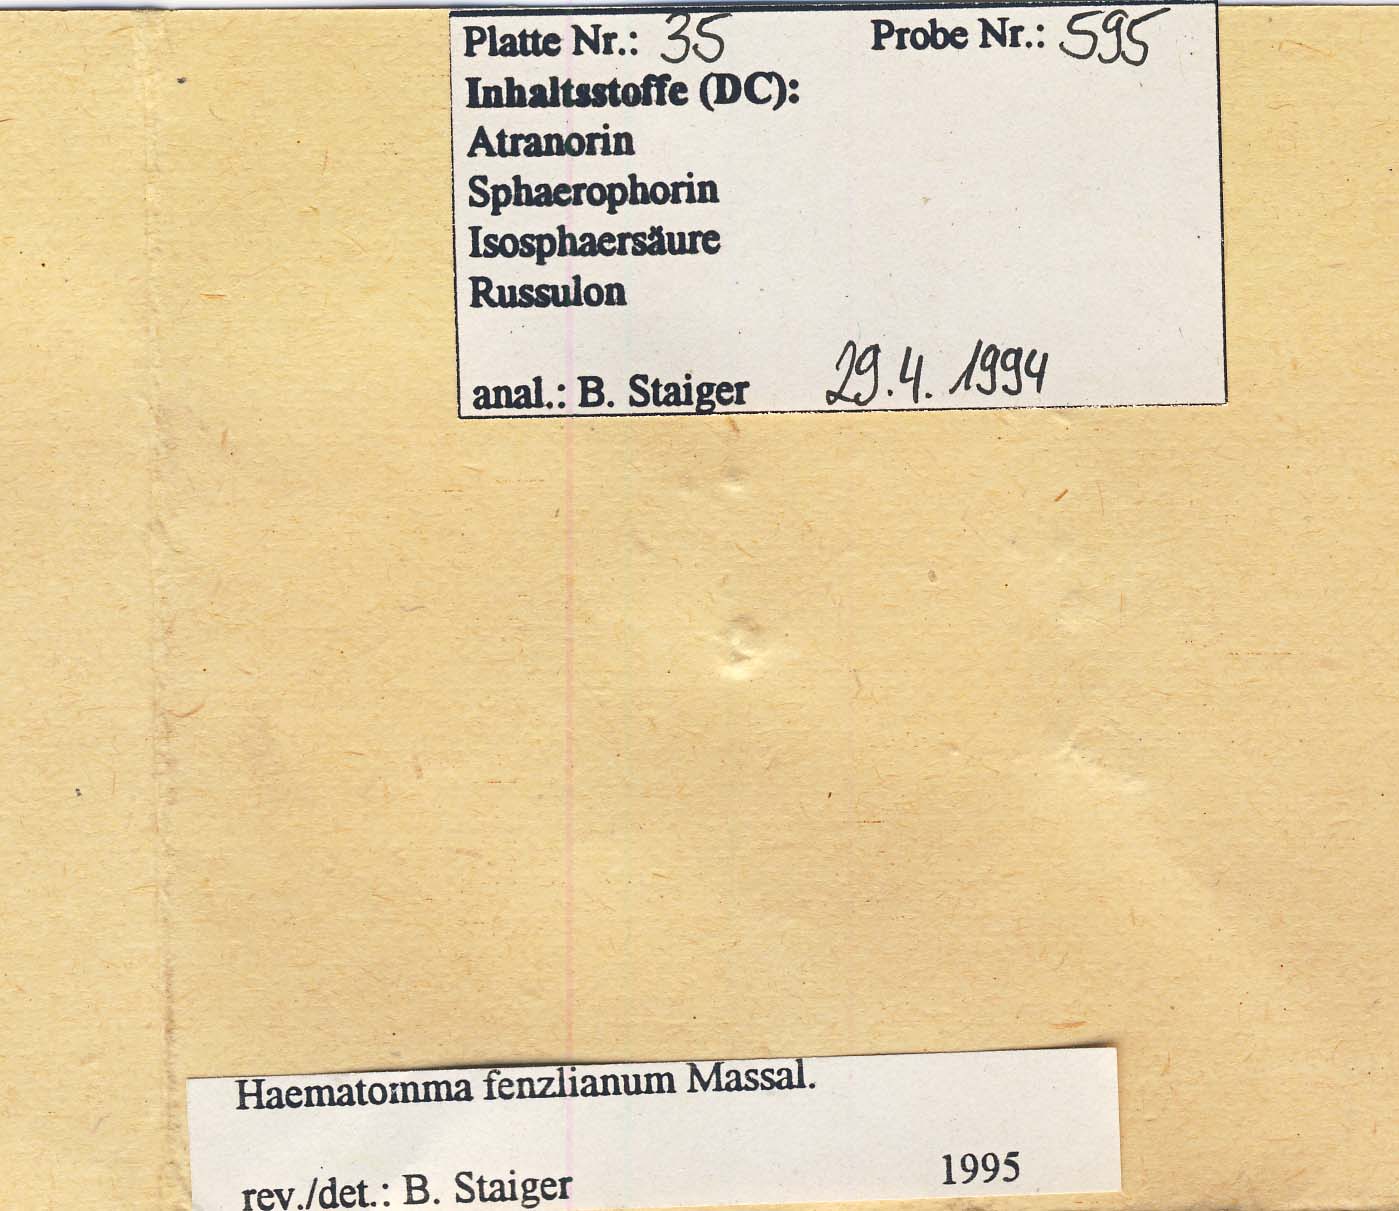 Platte Nr.: 35 Probe Nr.: 595
Inhaltsstoffe (DC):
Atranorin
Sphaerophorin
Isosphaersäure
Russulon
anal.: B. Staiger 29.4. 1994
Haematomma fenzlianum Massal.
rev./det.: B. Staiger 1995